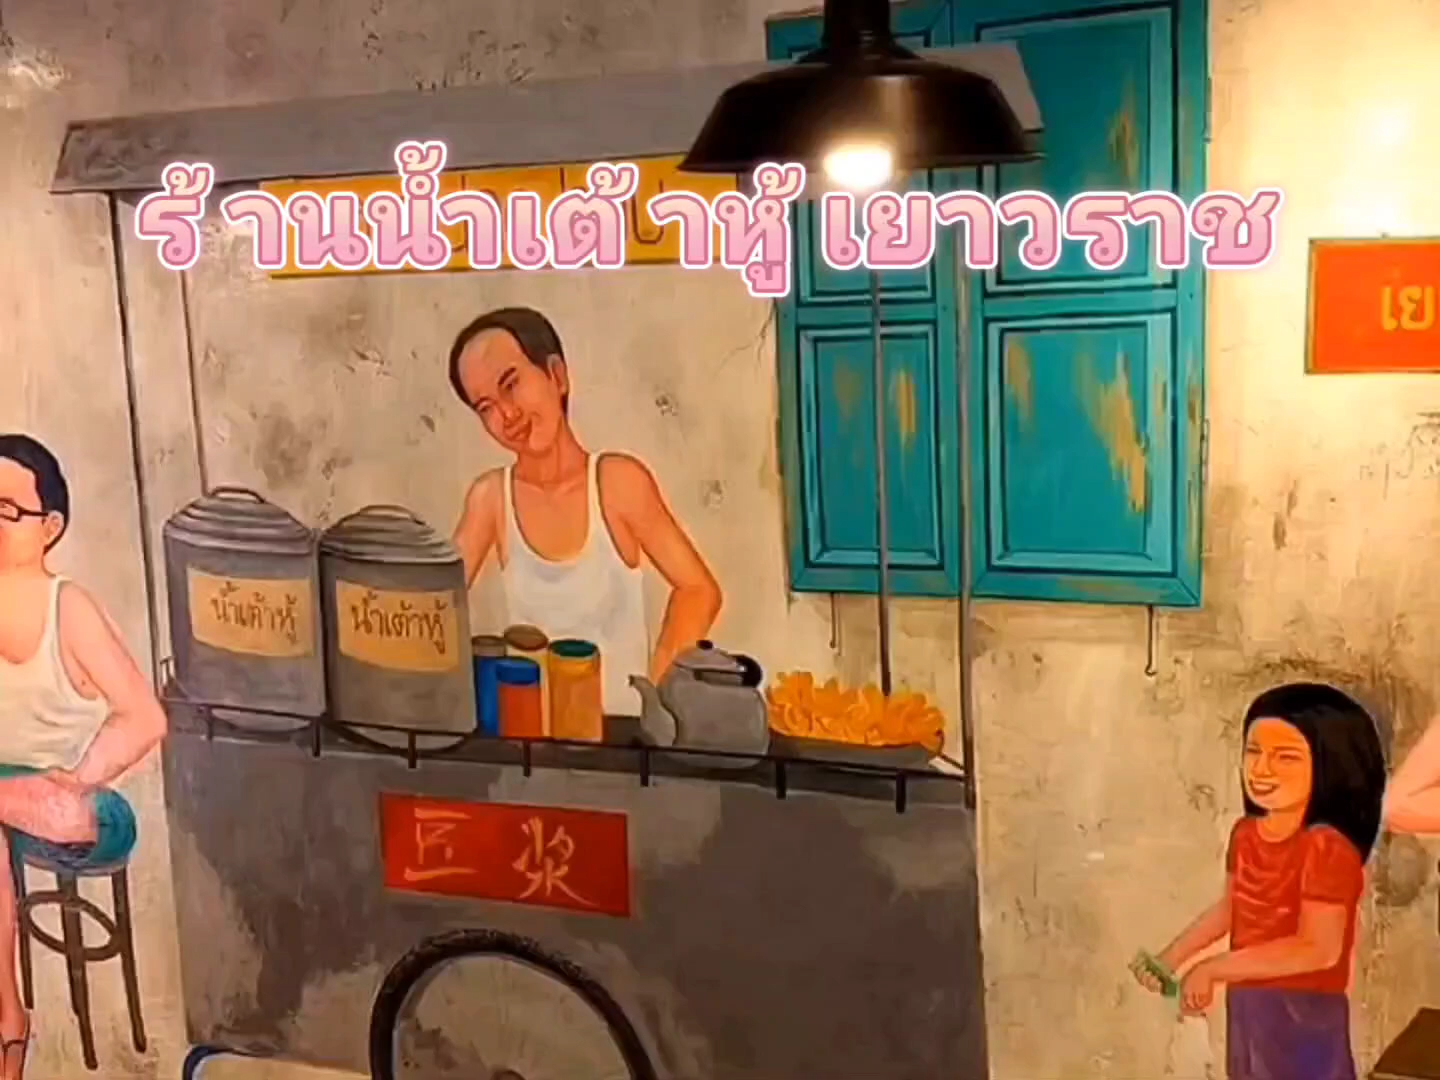 ร้านน้ำเต้าหู้ เยาวราช
เย
น้ำเต้าหู้
น้ำเต้าหู้
豆 浆